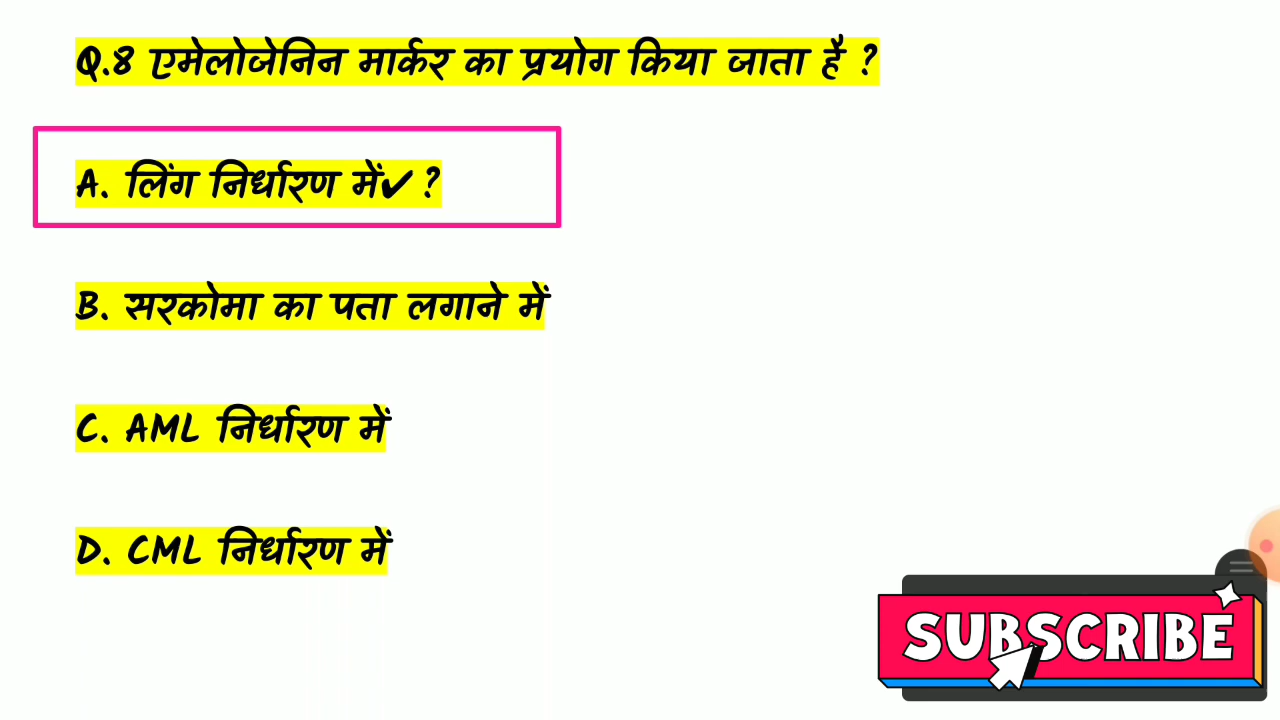 Q.8 एमेलोजेनिन मार्कर का प्रयोग किया जाता है ?
A. लिंग निर्धारण में✔ ?
B. सरकोमा का पता लगाने में
C. AML निर्धारण में
D. CML निर्धारण में
SUBSCRIBE